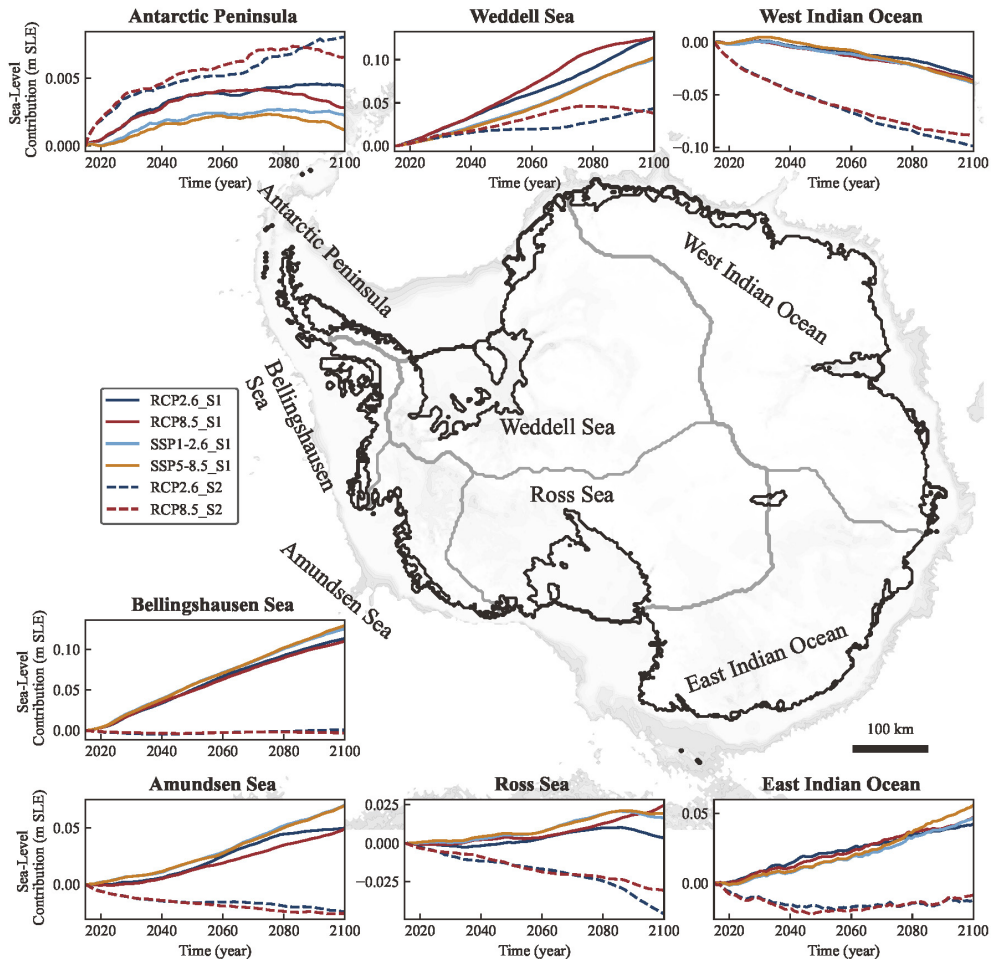 Antarctic Peninsula
Weddell Sea
West Indian Ocean
Sea-Level
Contribution (m SLE)
0.005
0.000
2020 2040 2060 2080 2100
Time (year)
0.10
0.05
0.00
2020 2040 2060 2080 2100
Time (year)
0.00
−0.05
−0.10
2020 2040 2060 2080 2100
Time (year)
Antarctic Peninsula
West Indian Ocean
Bellingshausen
Sea
Weddell Sea
Ross Sea
Amundsen Sea
East Indian Ocean
100 km
RCP2.6_S1
RCP8.5_S1
SSP1-2.6_S1
SSP5-8.5_S1
RCP2.6_S2
RCP8.5_S2
Bellingshausen Sea
Sea-Level
Contribution (m SLE)
0.10
0.05
0.00
2020 2040 2060 2080 2100
Amundsen Sea
Ross Sea
East Indian Ocean
Sea-Level
Contribution (m SLE)
0.05
0.00
2020 2040 2060 2080 2100
Time (year)
0.025
0.000
−0.025
2020 2040 2060 2080 2100
Time (year)
0.05
0.00
2020 2040 2060 2080 2100
Time (year)